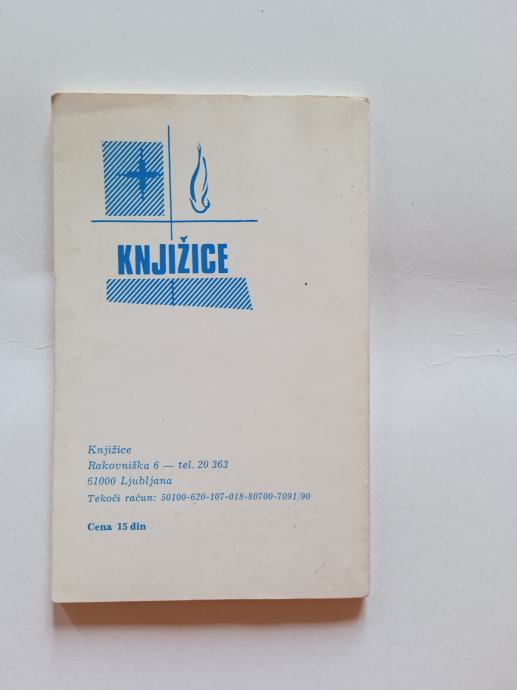 KNJIŽICE
Knjižice
Rakovniška 6 — tel. 20 363
61000 Ljubljana
Tekoči račun: 50100-620-107-018-80700-7091/90
Cena 15 din